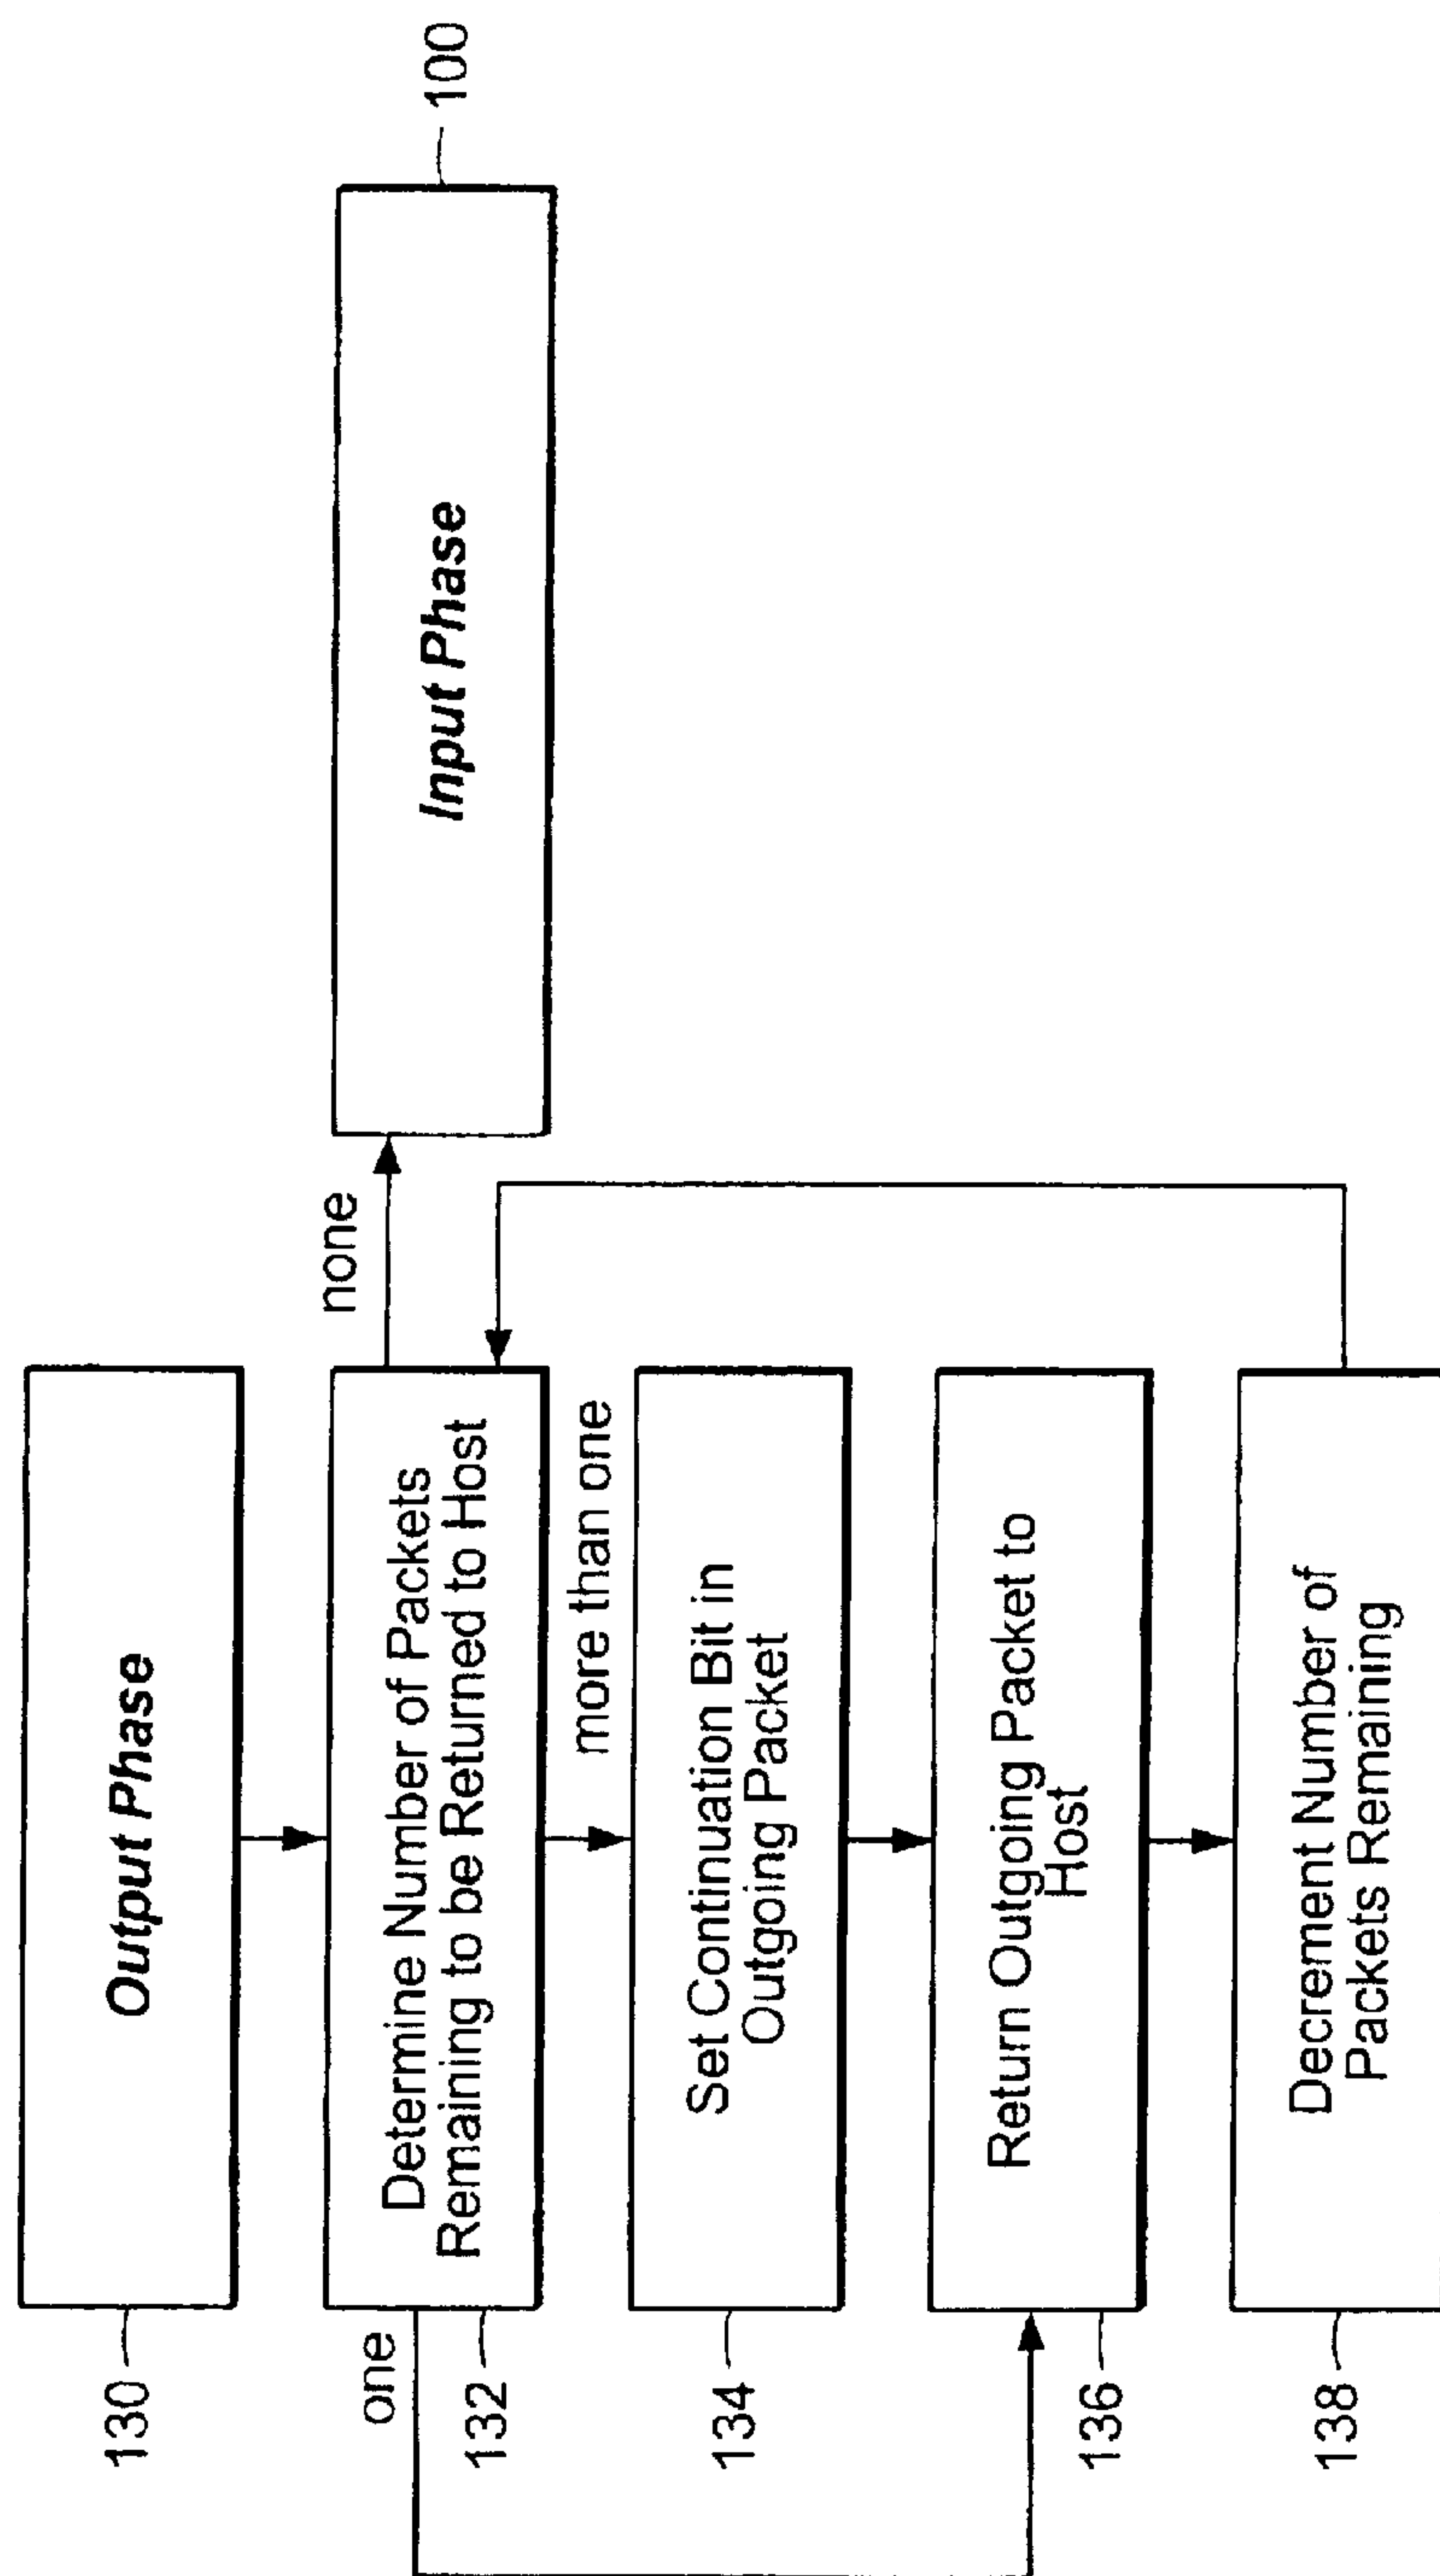 130
Output Phase
one
132
Determine Number of Packets
Remaining to be Returned to Host
none
Input Phase
100
more than one
134
Set Continuation Bit in
Outgoing Packet
136
Return Outgoing Packet to
Host
138
Decrement Number of
Packets Remaining